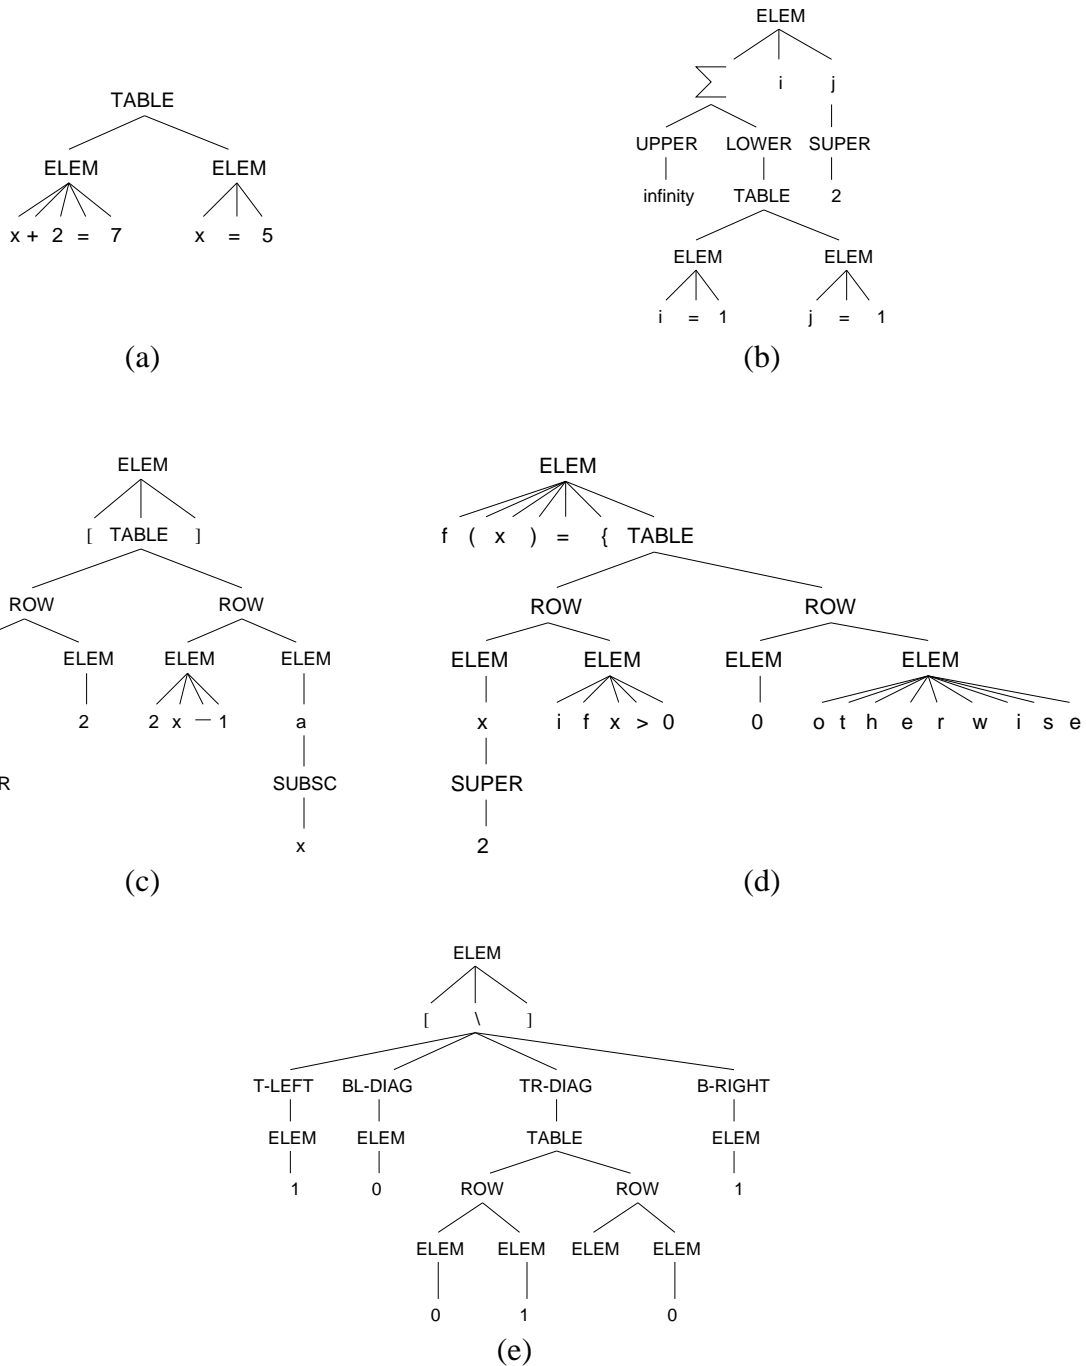 TABLE
ELEM ELEM
x + 2 = 7 x = 5
(a)
ELEM
∑ i j
UPPER LOWER SUPER
infinity TABLE 2
ELEM ELEM
i = 1 j = 1
(b)
ELEM
[ TABLE ]
ROW ROW
ELEM ELEM ELEM
2 2 x − 1 a
R SUBSC
x
(c)
ELEM
f ( x ) = { TABLE
ROW ROW
ELEM ELEM ELEM ELEM
x i f x > 0 0 o t h e r w i s e
SUPER
2
(d)
ELEM
[ \ ]
T-LEFT BL-DIAG TR-DIAG B-RIGHT
ELEM ELEM TABLE ELEM
1 0 ROW ROW 1
ELEM ELEM ELEM ELEM
0 1 0
(e)